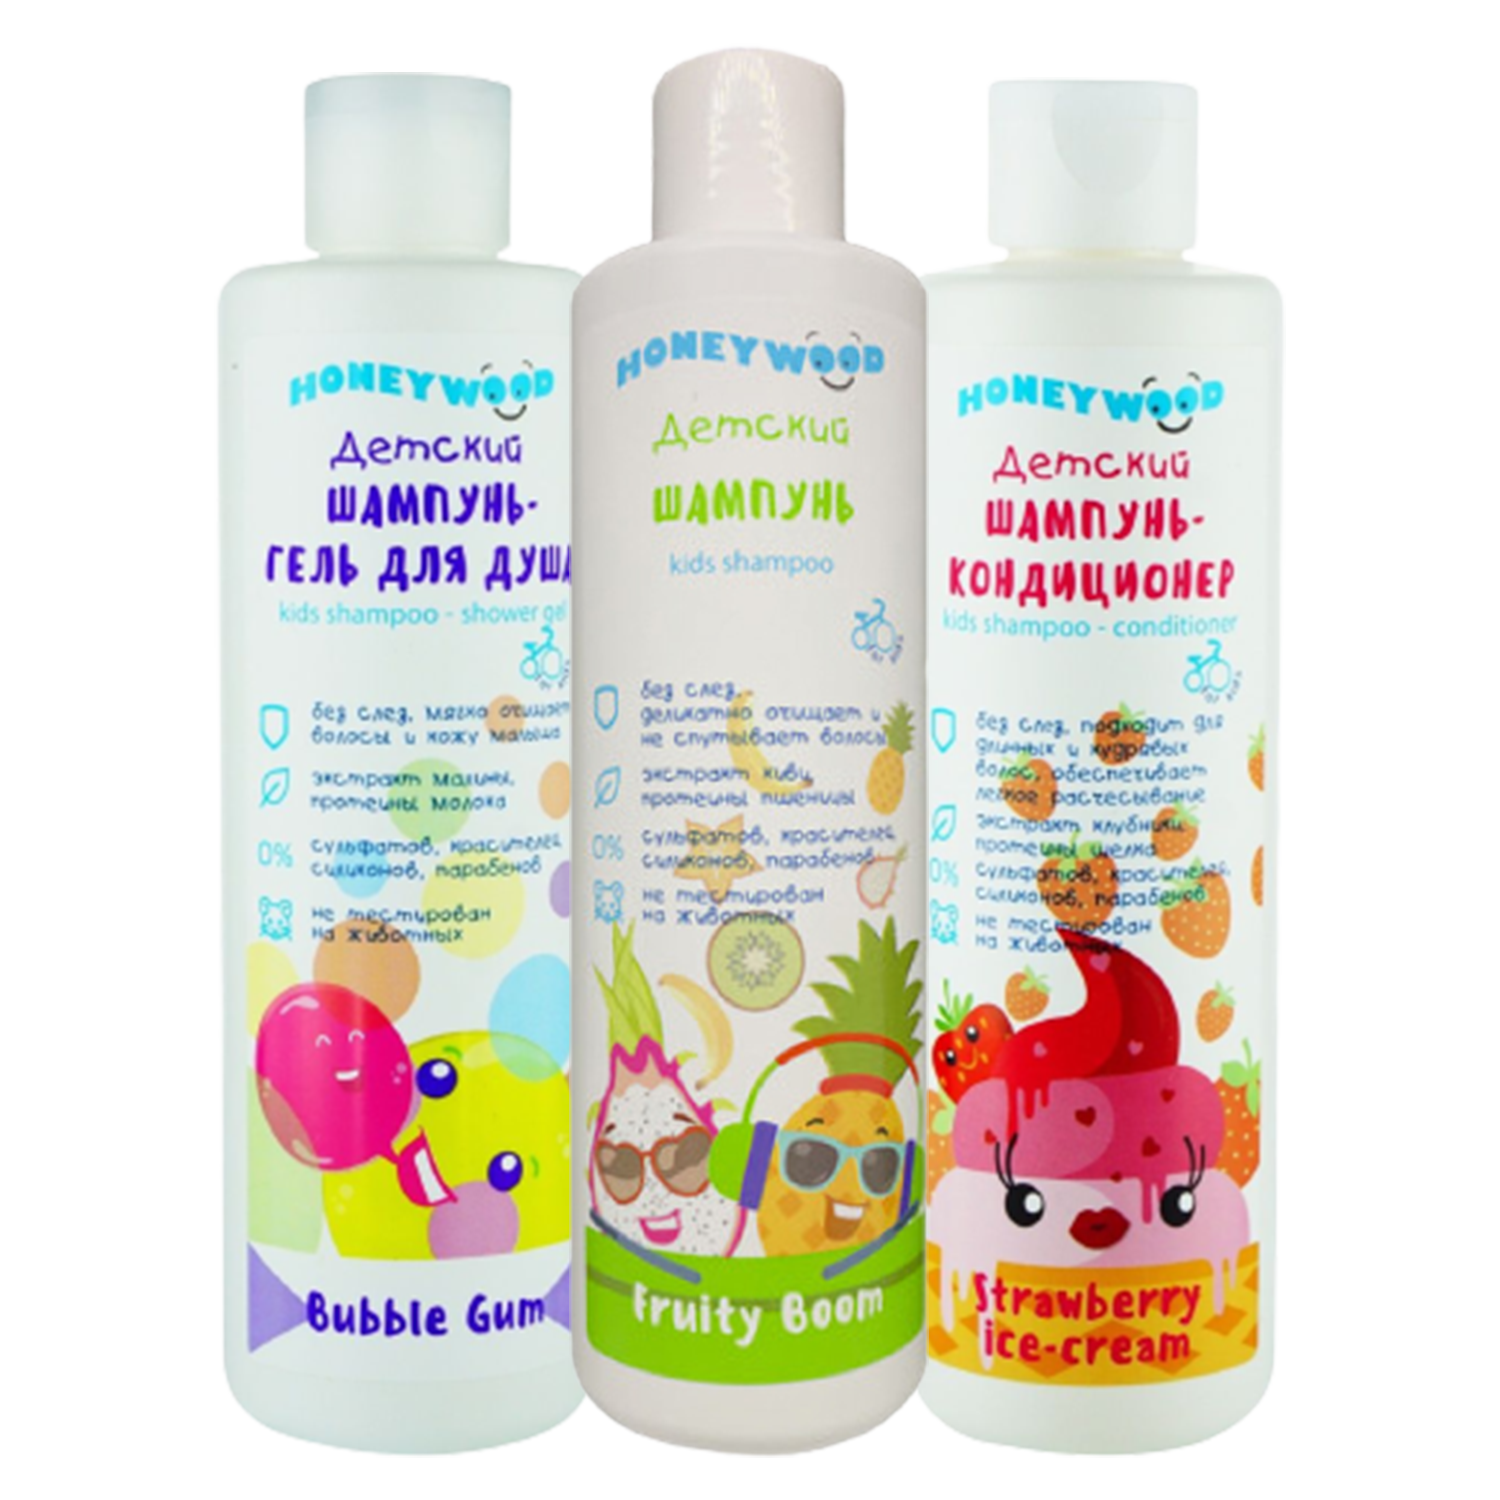 HONEYWOOD
Детский
ШАМПУНЬ-
ГЕЛЬ ДЛЯ ДУША
kids shampoo - shower gel
без слез, мягко очищает
волосы и кожу малыша
экстракт малины,
протеины молока
0% сульфатов, красителей,
силиконов, парабенов
не тестирован
на животных
Bubble Gum
HONEYWOOD
Детский
ШАМПУНЬ
kids shampoo
без слез,
деликатно очищает и
не спутывает волосы
экстракт киви,
протеины пшеницы
0% сульфатов, красителей,
силиконов, парабенов
не тестирован
на животных
Fruity Boom
HONEYWOOD
Детский
ШАМПУНЬ-
КОНДИЦИОНЕР
kids shampoo - conditioner
без слез, подходит для
длинных и кудрявых
волос, обеспечивает
легкое расчесывание
экстракт клубники,
протеины шелка
0% сульфатов, красителей,
силиконов, парабенов
не тестирован
на животных
Strawberry
ice-cream